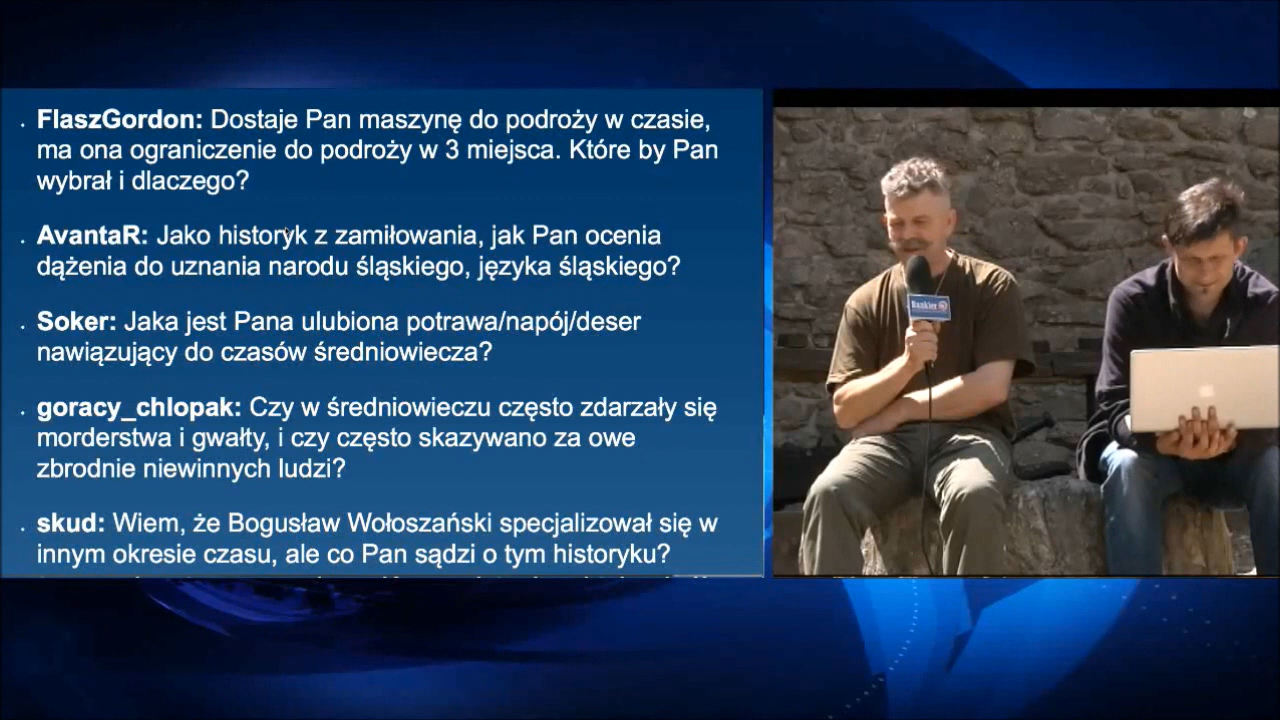 FlaszGordon: Dostaje Pan maszynę do podroży w czasie,
ma ona ograniczenie do podroży w 3 miejsca. Które by Pan
wybrał i dlaczego?
AvantaR: Jako historyk z zamiłowania, jak Pan ocenia
dążenia do uznania narodu śląskiego, języka śląskiego?
Soker: Jaka jest Pana ulubiona potrawa/napój/deser
nawiązujący do czasów średniowiecza?
goracy_chlopak: Czy w średniowieczu często zdarzały się
morderstwa i gwałty, i czy często skazywano za owe
zbrodnie niewinnych ludzi?
skud: Wiem, że Bogusław Wołoszański specjalizował się w
innym okresie czasu, ale co Pan sądzi o tym historyku?
Bankier